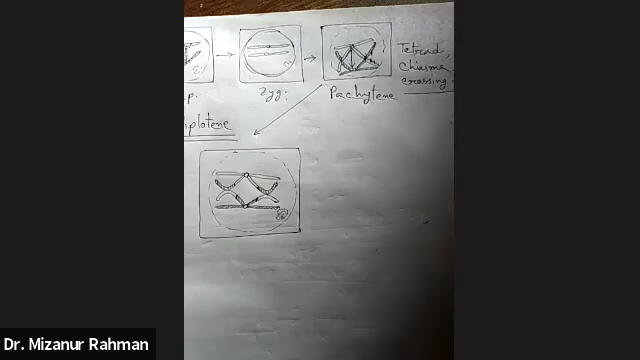 Tetrad,
Chiasma,
crossing
p.
Zyg:
Pachytene
iplotene
Dr. Mizanur Rahman